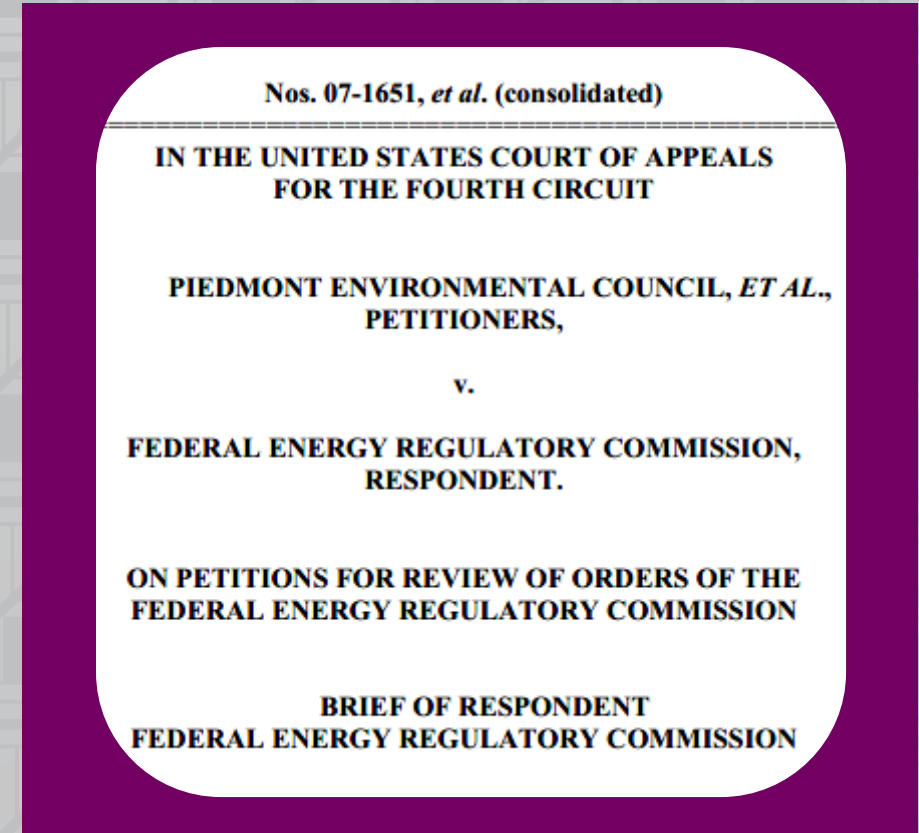 Nos. 07-1651, et al. (consolidated)
IN THE UNITED STATES COURT OF APPEALS
FOR THE FOURTH CIRCUIT
PIEDMONT ENVIRONMENTAL COUNCIL, ET AL.,
PETITIONERS,
v.
FEDERAL ENERGY REGULATORY COMMISSION,
RESPONDENT.
ON PETITIONS FOR REVIEW OF ORDERS OF THE
FEDERAL ENERGY REGULATORY COMMISSION
BRIEF OF RESPONDENT
FEDERAL ENERGY REGULATORY COMMISSION